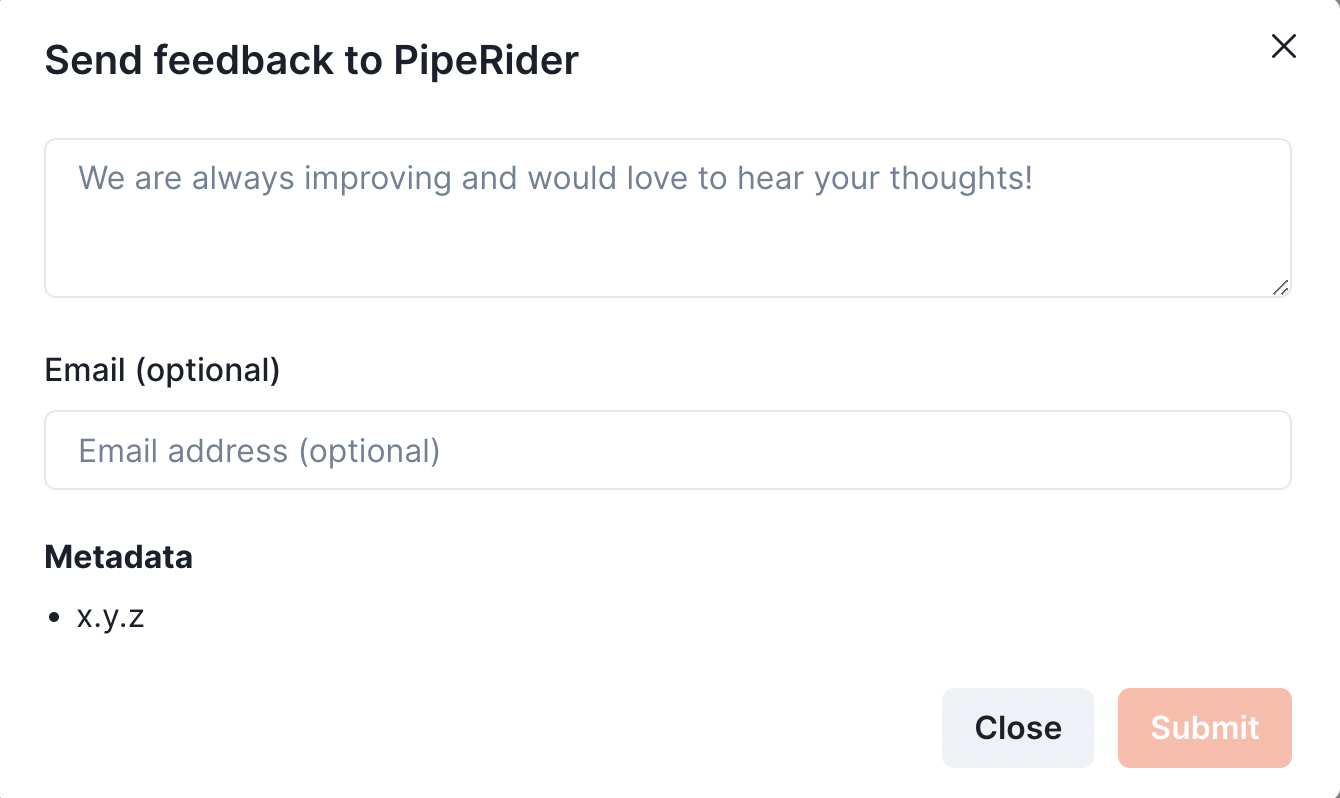 Send feedback to PipeRider
We are always improving and would love to hear your thoughts!
Email (optional)
Email address (optional)
Metadata
• x.y.z
Close
Submit